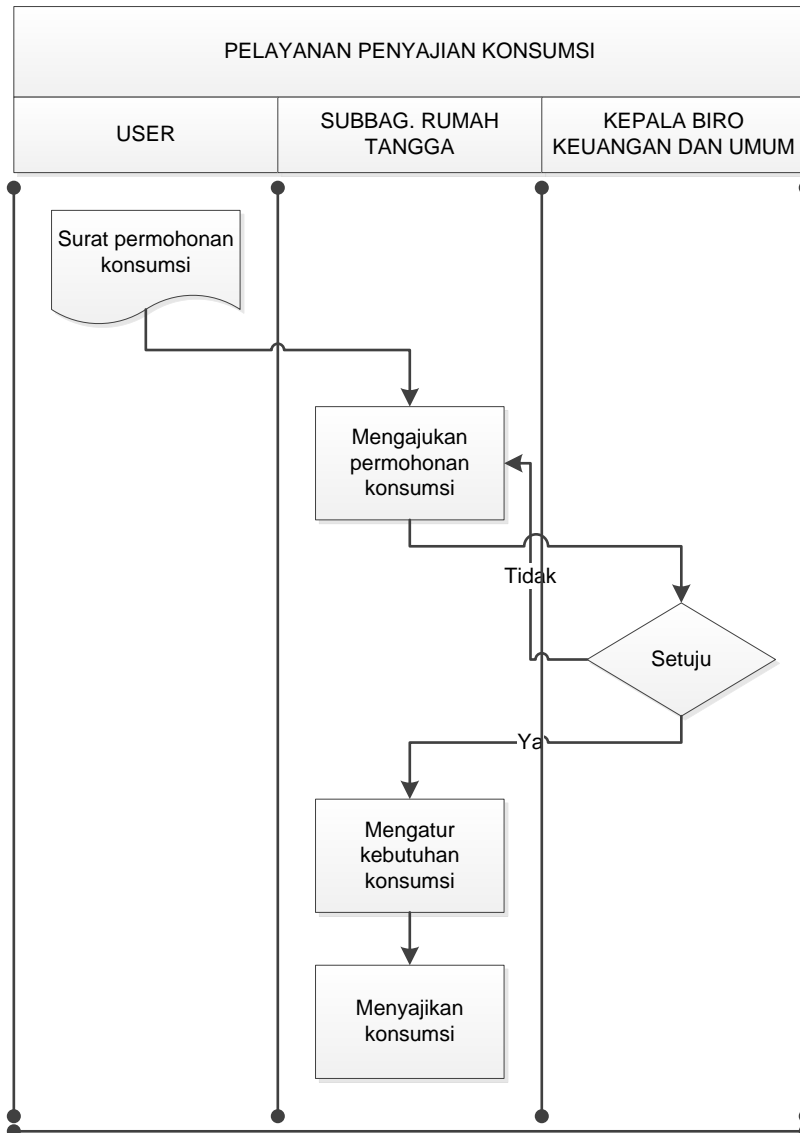 PELAYANAN PENYAJIAN KONSUMSI
USER
SUBBAG. RUMAH
TANGGA
KEPALA BIRO
KEUANGAN DAN UMUM
Surat permohonan
konsumsi
Mengajukan
permohonan
konsumsi
Tidak
Setuju
Ya
Mengatur
kebutuhan
konsumsi
Menyajikan
konsumsi